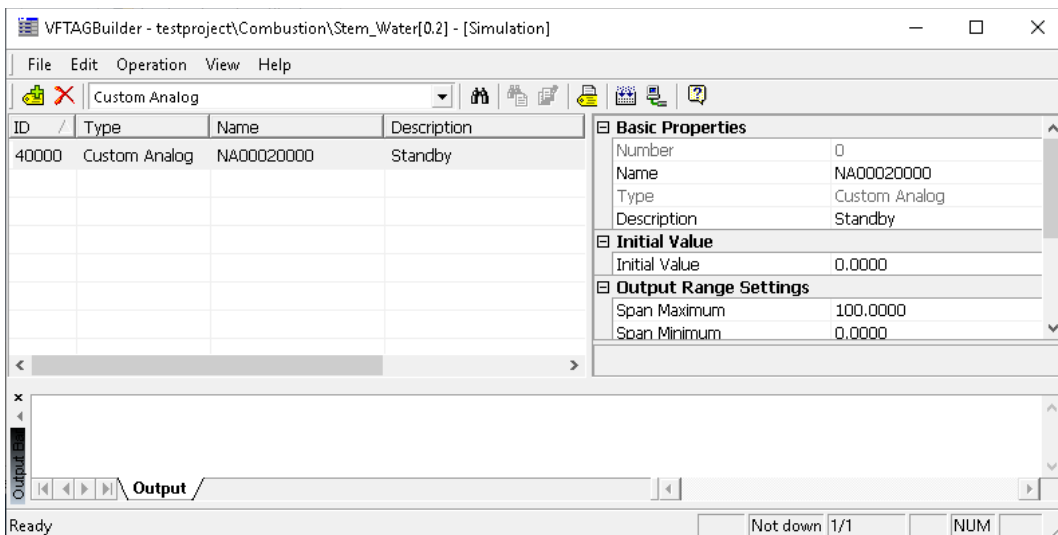 VFTAGBuilder - testproject\Combustion\Stem_Water[0.2] - [Simulation]
File Edit Operation View Help
Custom Analog
ID Type Name Description
40000 Custom Analog NA00020000 Standby
Basic Properties
Number 0
Name NA00020000
Type Custom Analog
Description Standby
Initial Value
Initial Value 0.0000
Output Range Settings
Span Maximum 100.0000
Span Minimum 0.0000
Output
Ready Not down 1/1 NUM